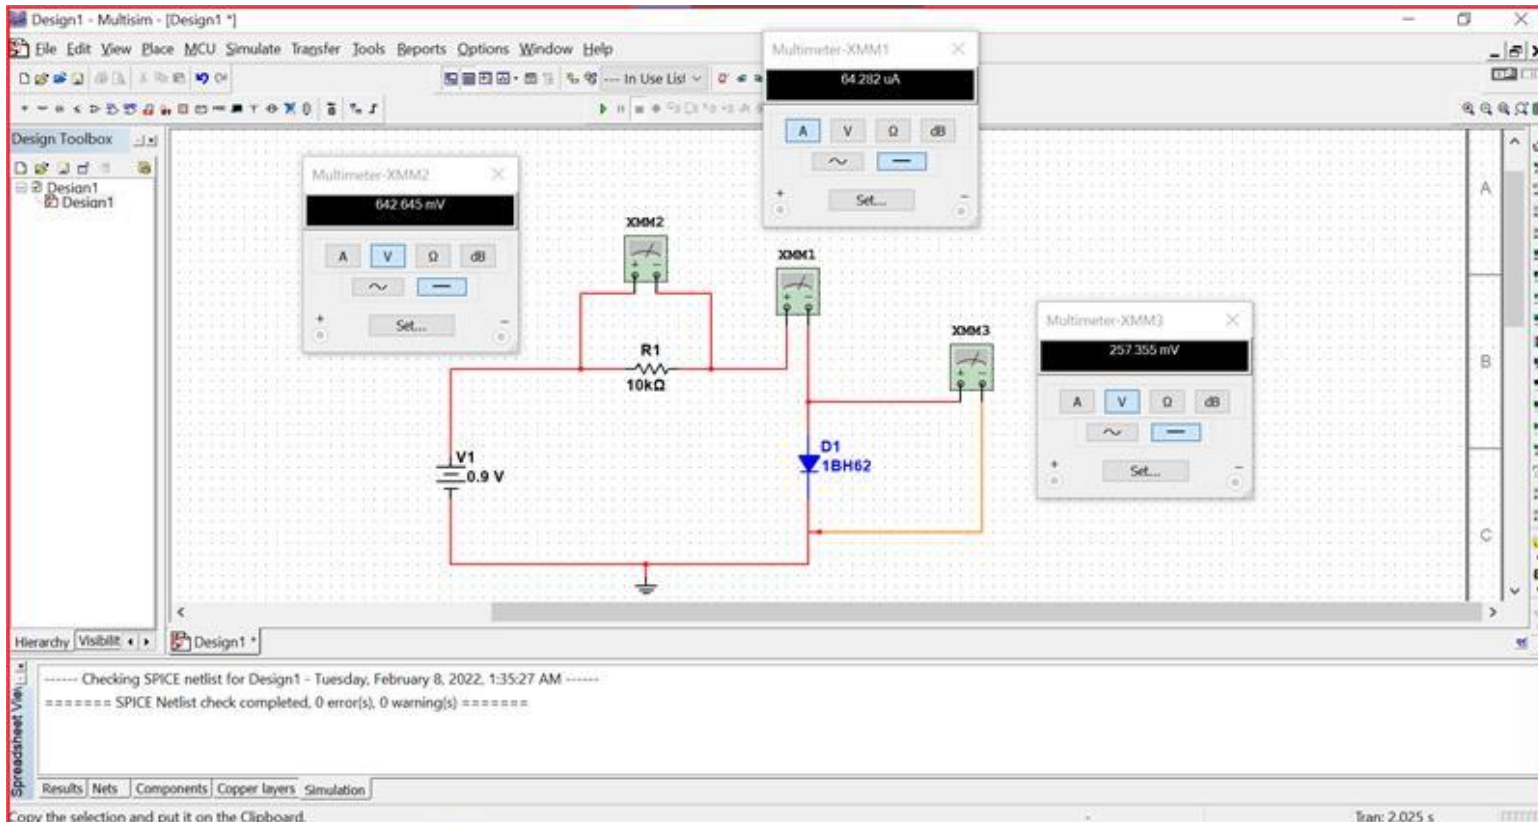 Design1 - Multisim - [Design1 *]
File Edit View Place MCU Simulate Transfer Tools Reports Options Window Help
--- In Use List
Multimeter-XMM1
64.282 uA
A V Ω dB
+ -
Set...
Design Toolbox
Design1
Design1
Multimeter-XMM2
642.645 mV
A V Ω dB
+ -
Set...
XMM2
+ -
XMM1
+ -
XMM3
+ -
Multimeter-XMM3
257.355 mV
A V Ω dB
+ -
Set...
R1
10kΩ
V1
0.9 V
D1
1BH62
A
B
C
Hierarchy Visibilit
Design1 *
Spreadsheet View
------ Checking SPICE netlist for Design1 - Tuesday, February 8, 2022, 1:35:27 AM ------
======= SPICE Netlist check completed, 0 error(s), 0 warning(s) =======
Results Nets Components Copper layers Simulation
Copy the selection and put it on the Clipboard.
- Tran: 2.025 s